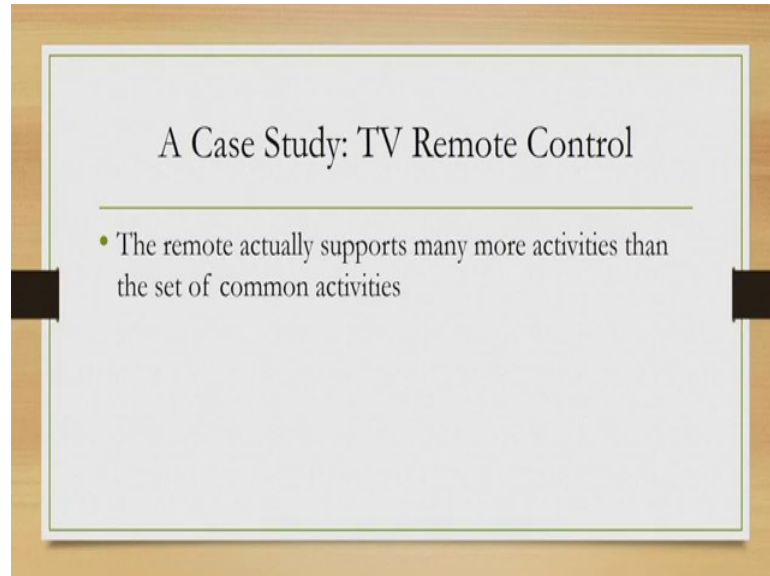 A Case Study: TV Remote Control
• The remote actually supports many more activities than
the set of common activities